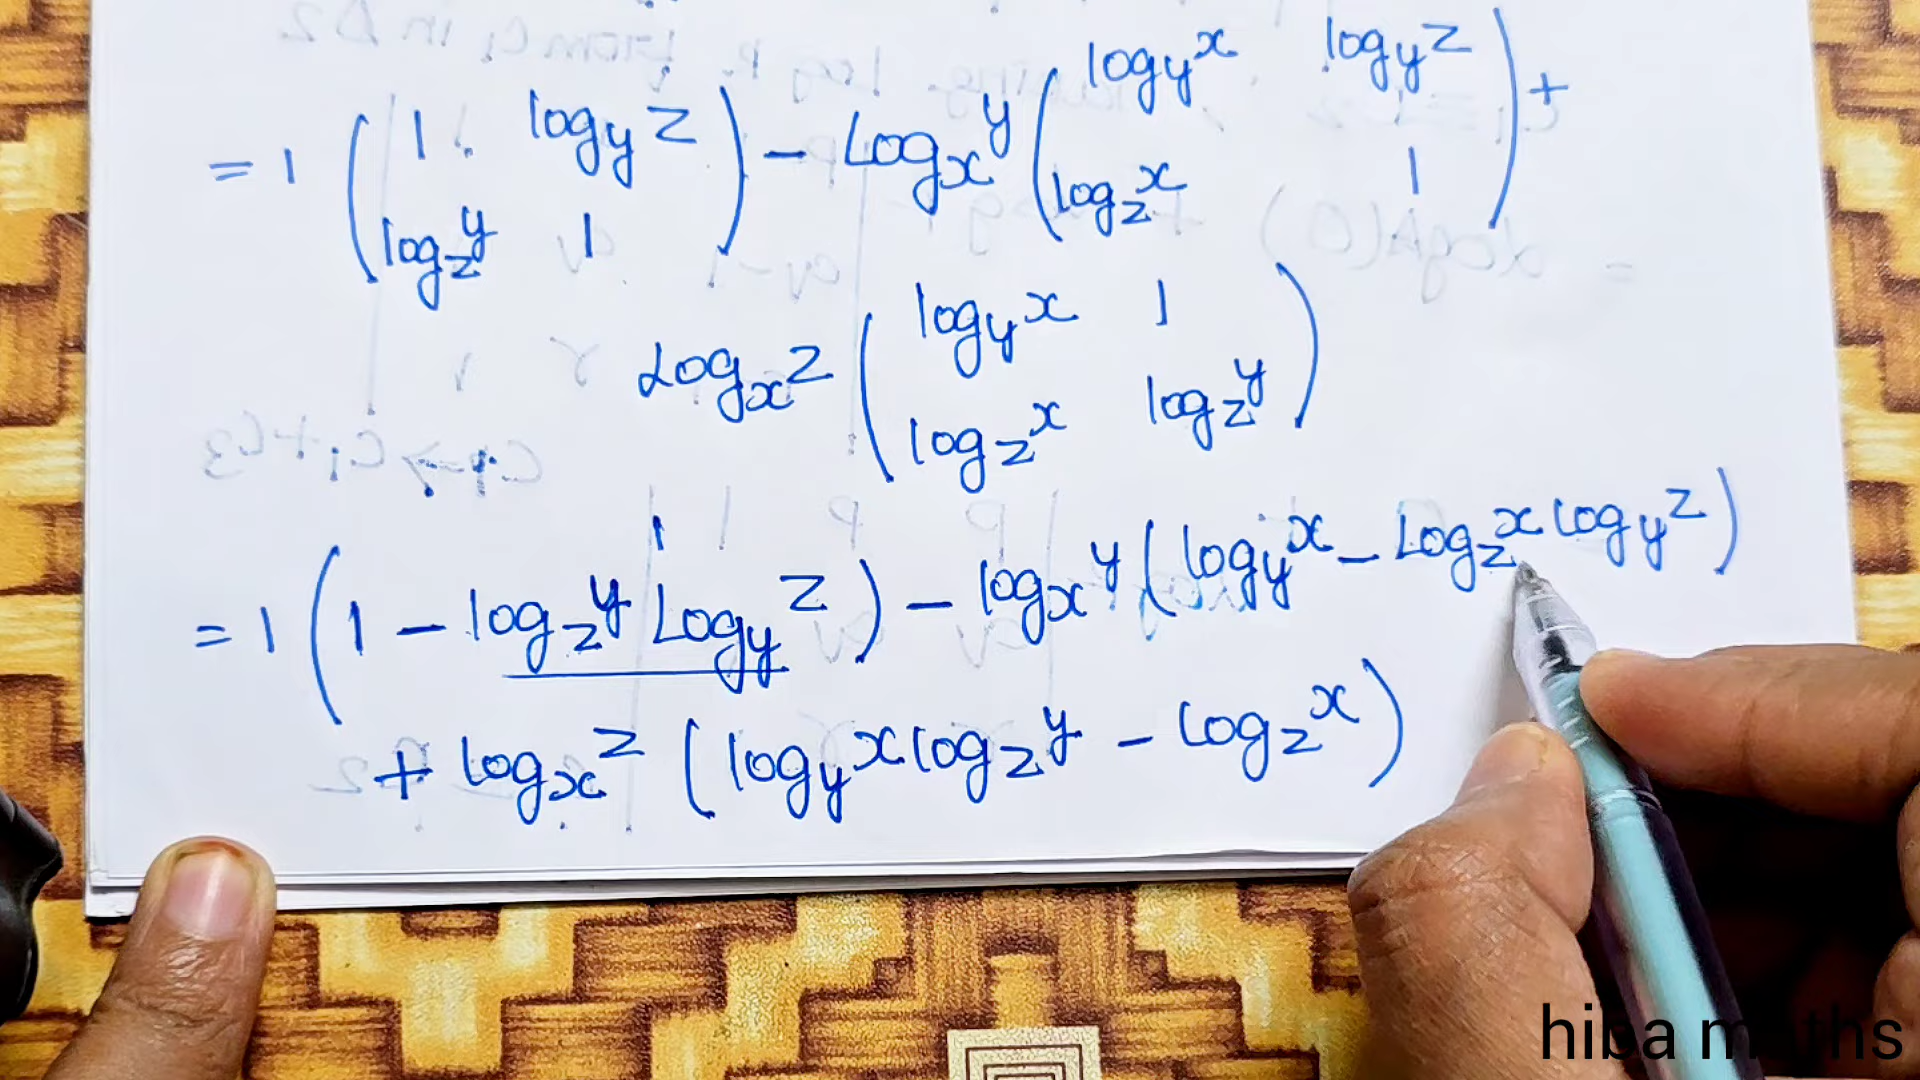 = 1 ( 1 log_y z ) - Log_x y ( log_y x log_y z ) +
log_z y 1 log_z x 1
Log_x z ( log_y x 1 )
log_z x log_z y
1
= 1 ( 1 - log_z y Log_y z ) - log_x y ( log_y x - Log_z x log_y z )
+ log_x z ( log_y x log_z y - log_z x )
hiba maths